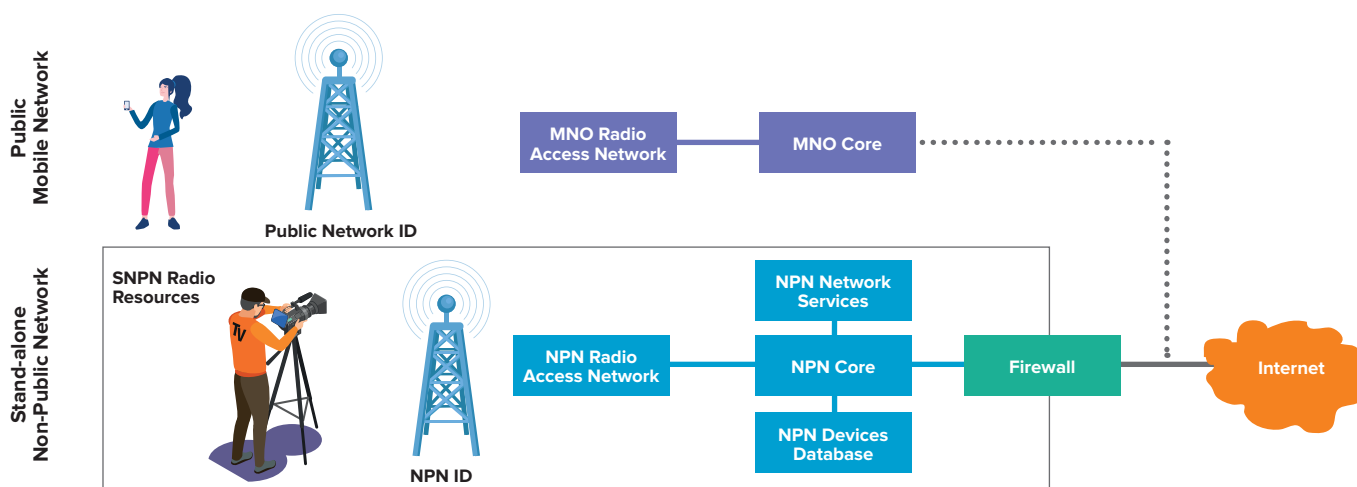 Public
Mobile Network
MNO Radio
Access Network
MNO Core
Public Network ID
Stand-alone
Non-Public Network
SNPN Radio
Resources
TV
NPN ID
NPN Radio
Access Network
NPN Network
Services
NPN Core
NPN Devices
Database
Firewall
Internet